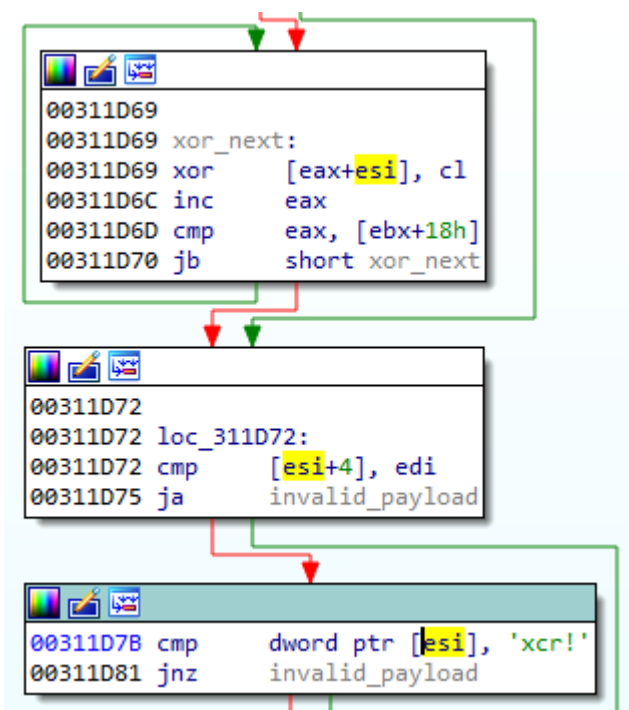 00311D69
00311D69 xor_next:
00311D69 xor [eax+esi], cl
00311D6C inc eax
00311D6D cmp eax, [ebx+18h]
00311D70 jb short xor_next
00311D72
00311D72 loc_311D72:
00311D72 cmp [esi+4], edi
00311D75 ja invalid_payload
00311D7B cmp dword ptr [esi], 'xcr!'
00311D81 jnz invalid_payload